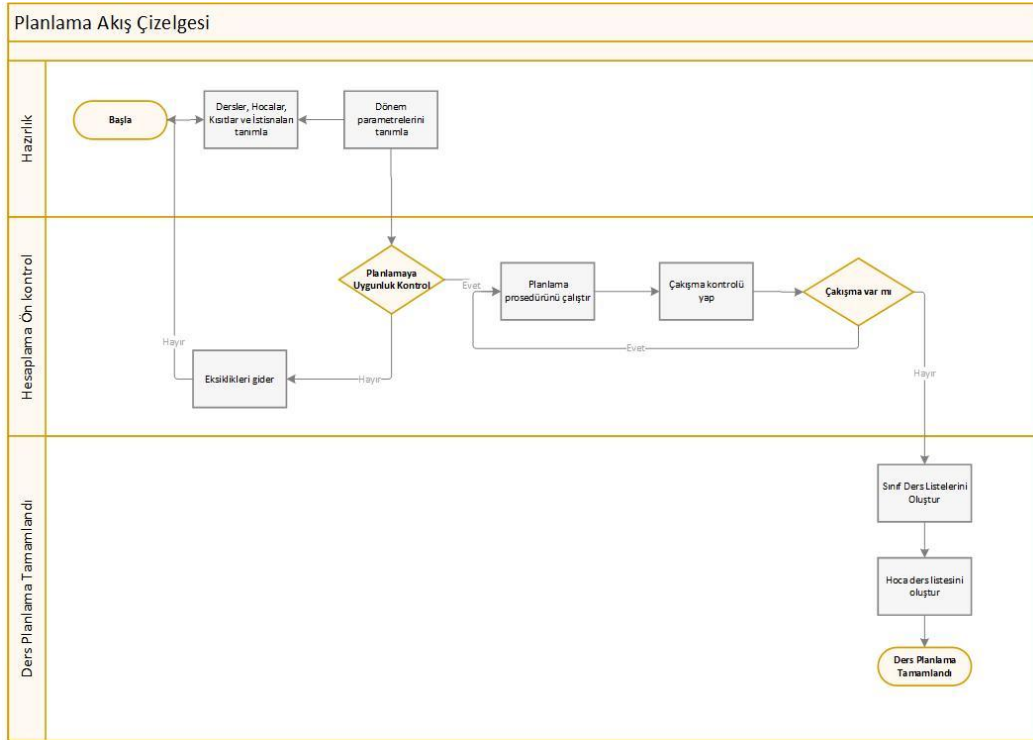 Planlama Akış Çizelgesi
Hazırlık
Başla
Dersler, Hocalar,
Kısıtlar ve İstisnaları
tanımla
Dönem
parametrelerini
tanımla
Hesaplama Ön kontrol
Planlamaya
Uygunluk Kontrol
Evet
Planlama
prosedürünü çalıştır
Çakışma kontrolü
yap
Çakışma var mı
Evet
Hayır
Hayır
Eksiklikleri gider
Hayır
Ders Planlama Tamamlandı
Sınıf Ders Listelerini
Oluştur
Hoca ders listesini
oluştur
Ders Planlama
Tamamlandı